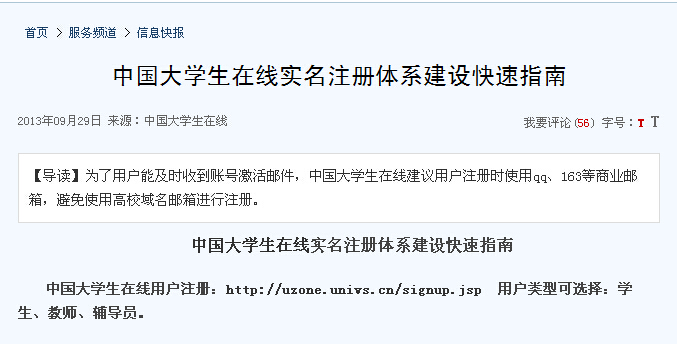 首页 > 服务频道 > 信息快报
中国大学生在线实名注册体系建设快速指南
2013年09月29日 来源：中国大学生在线 我要评论(56) 字号：T T
【导读】为了用户能及时收到账号激活邮件，中国大学生在线建议用户注册时使用qq、163等商业邮
箱，避免使用高校域名邮箱进行注册。
中国大学生在线实名注册体系建设快速指南
中国大学生在线用户注册：http://uzone.univs.cn/signup.jsp 用户类型可选择：学
生、教师、辅导员。